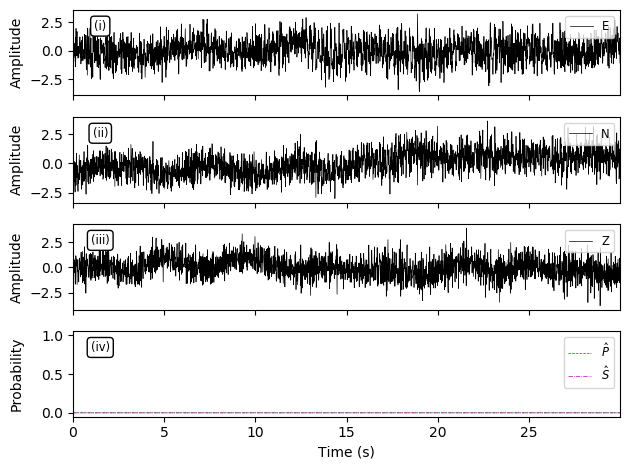 Amplitude
2.5
0.0
−2.5
(i)
E
Amplitude
2.5
0.0
−2.5
(ii)
N
Amplitude
2.5
0.0
−2.5
(iii)
Z
Probability
1.0
0.5
0.0
(iv)
P̂
Ŝ
0 5 10 15 20 25
Time (s)